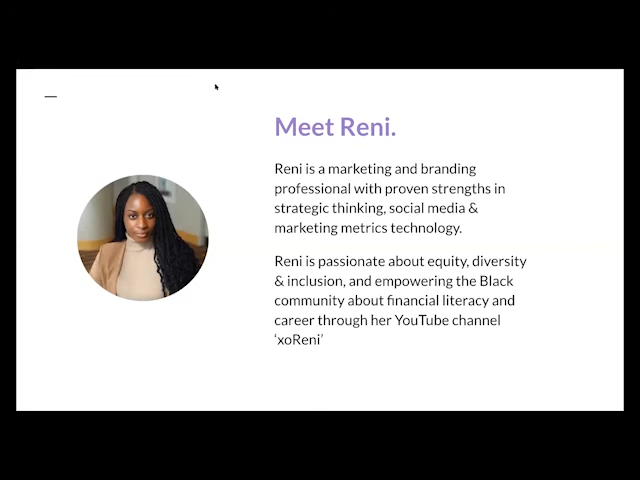 Meet Reni.
Reni is a marketing and branding
professional with proven strengths in
strategic thinking, social media &
marketing metrics technology.
Reni is passionate about equity, diversity
& inclusion, and empowering the Black
community about financial literacy and
career through her YouTube channel
‘xoReni’